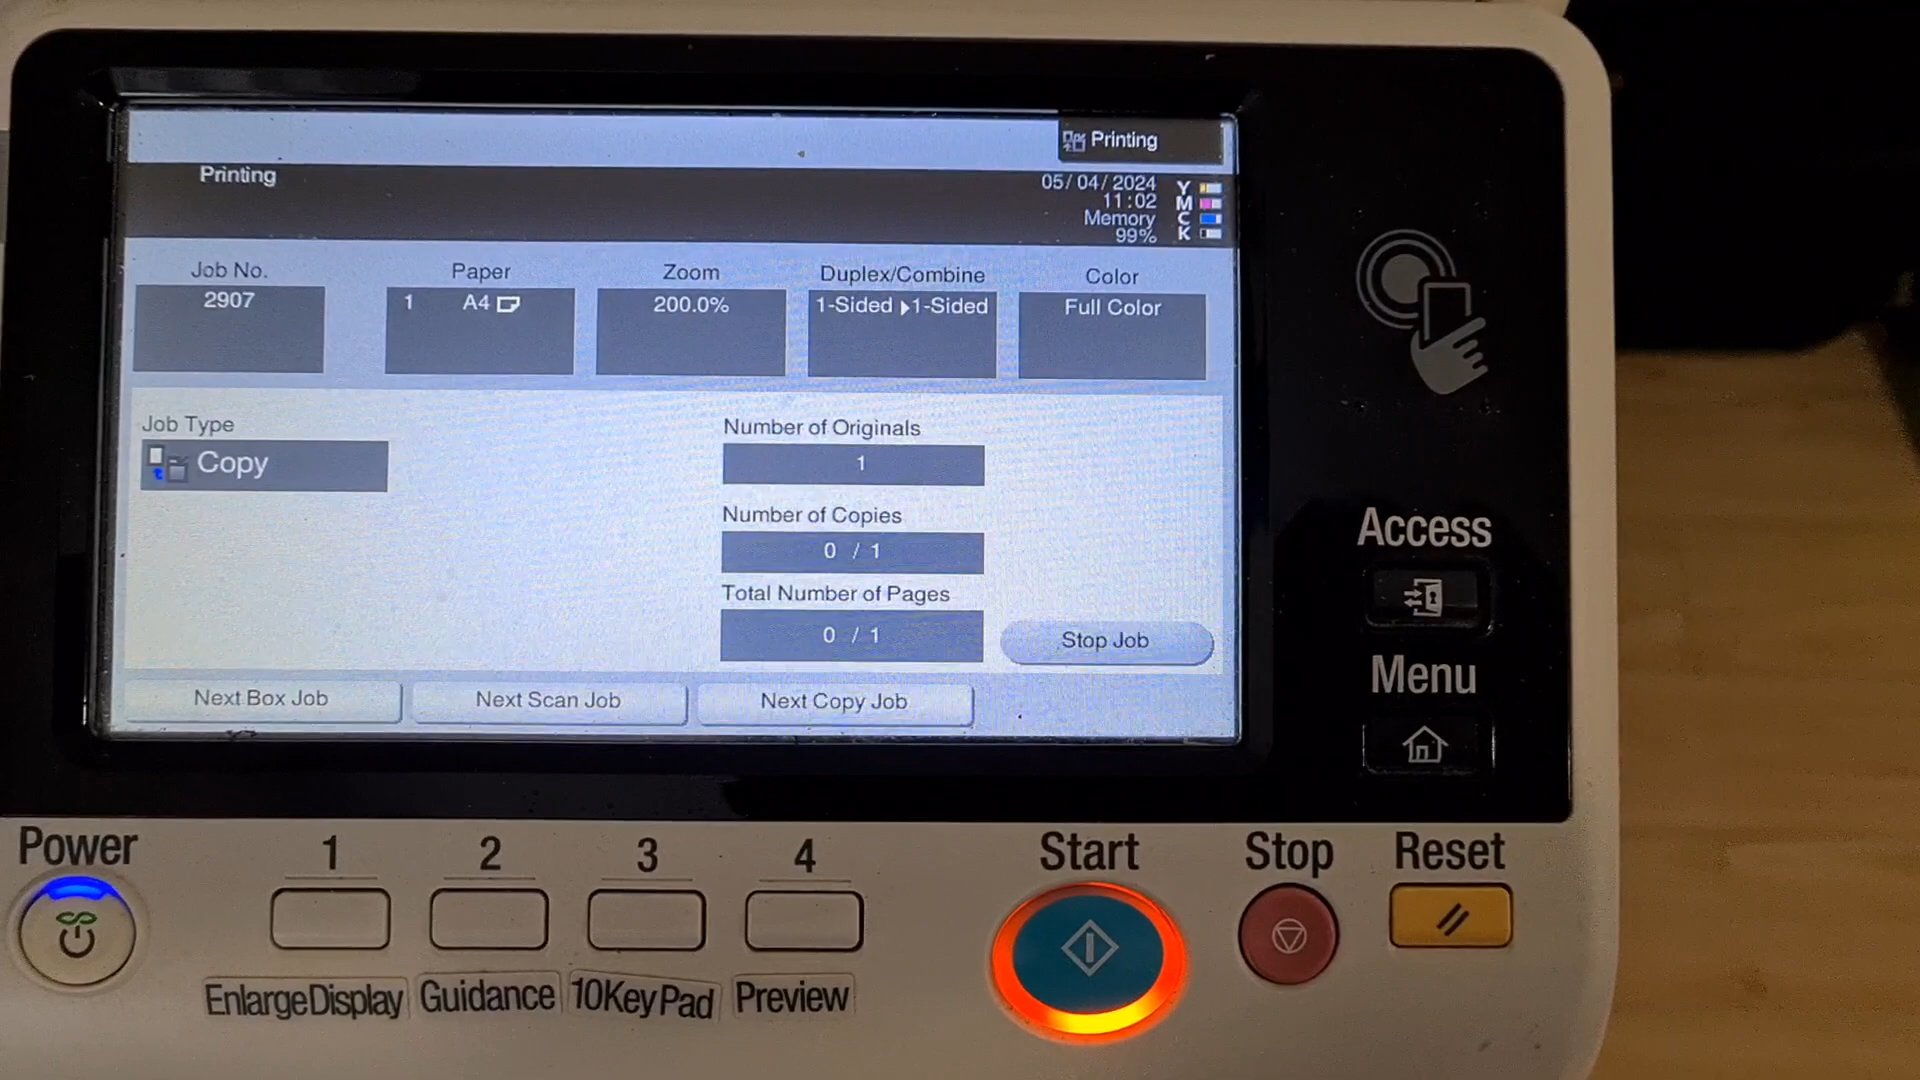 Printing
Printing
05/04/2024
11:02
Memory
99%
Y
M
C
K
Job No.
2907
Paper
1 A4
Zoom
200.0%
Duplex/Combine
1-Sided ▶1-Sided
Color
Full Color
Job Type
Copy
Number of Originals
1
Number of Copies
0 / 1
Total Number of Pages
0 / 1
Stop Job
Next Box Job
Next Scan Job
Next Copy Job
Access
Menu
Power
1
2
3
4
Start
Stop
Reset
EnlargeDisplay
Guidance
10KeyPad
Preview